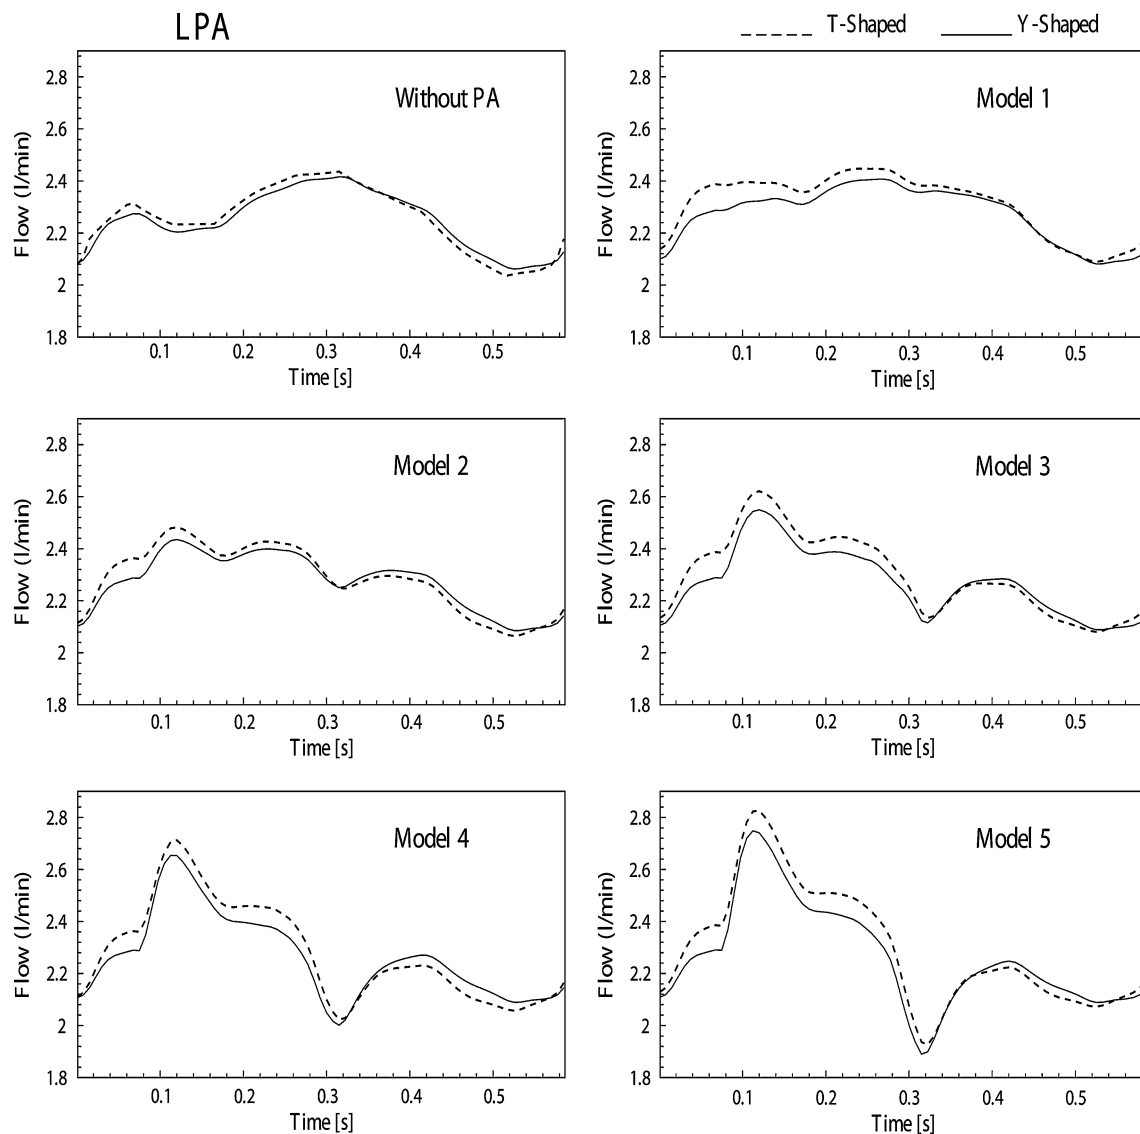 LPA
T-Shaped Y-Shaped
Without PA
Flow (l/min)
2.8
2.6
2.4
2.2
2
1.8
0.1 0.2 0.3 0.4 0.5
Time [s]
Model 1
Flow (l/min)
2.8
2.6
2.4
2.2
2
1.8
0.1 0.2 0.3 0.4 0.5
Time [s]
Model 2
Flow (l/min)
2.8
2.6
2.4
2.2
2
1.8
0.1 0.2 0.3 0.4 0.5
Time [s]
Model 3
Flow (l/min)
2.8
2.6
2.4
2.2
2
1.8
0.1 0.2 0.3 0.4 0.5
Time [s]
Model 4
Flow (l/min)
2.8
2.6
2.4
2.2
2
1.8
0.1 0.2 0.3 0.4 0.5
Time [s]
Model 5
Flow (l/min)
2.8
2.6
2.4
2.2
2
1.8
0.1 0.2 0.3 0.4 0.5
Time [s]